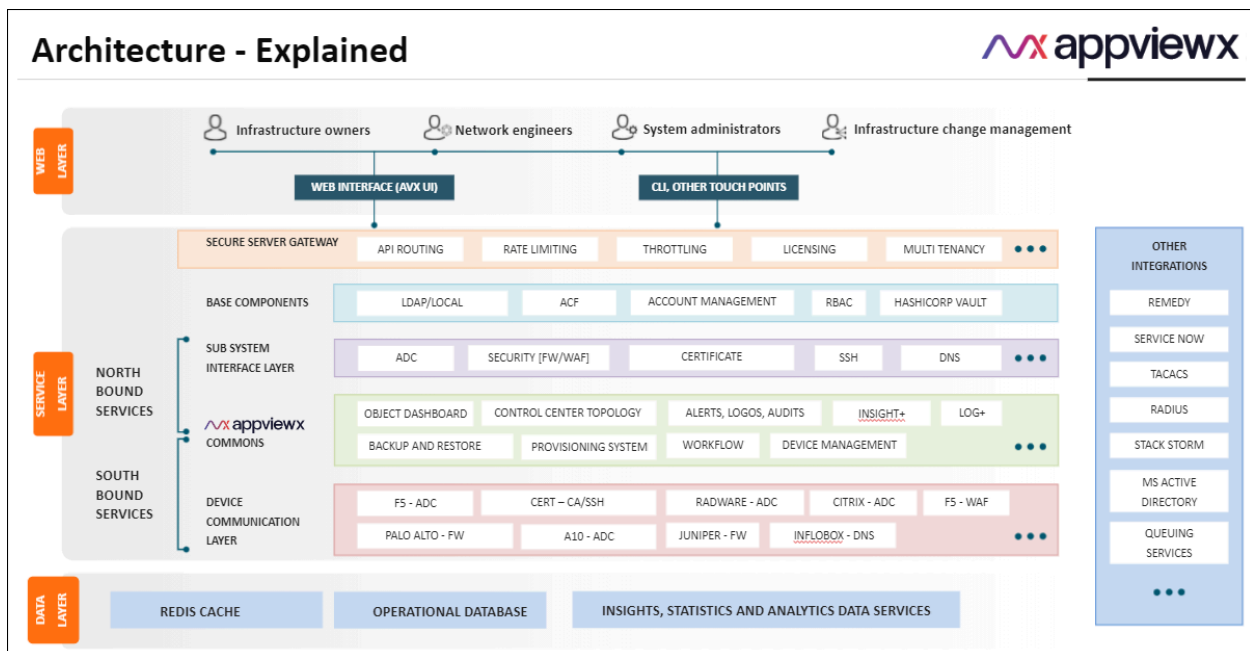 Architecture - Explained
appviewx
WEB
LAYER
Infrastructure owners
Network engineers
System administrators
Infrastructure change management
WEB INTERFACE (AVX UI)
CLI, OTHER TOUCH POINTS
SERVICE
LAYER
NORTH
BOUND
SERVICES
SOUTH
BOUND
SERVICES
SECURE SERVER GATEWAY
API ROUTING
RATE LIMITING
THROTTLING
LICENSING
MULTI TENANCY
BASE COMPONENTS
LDAP/LOCAL
ACF
ACCOUNT MANAGEMENT
RBAC
HASHICORP VAULT
SUB SYSTEM
INTERFACE LAYER
ADC
SECURITY [FW/WAF]
CERTIFICATE
SSH
DNS
appviewx
COMMONS
OBJECT DASHBOARD
CONTROL CENTER TOPOLOGY
ALERTS, LOGOS, AUDITS
INSIGHT+
LOG+
BACKUP AND RESTORE
PROVISIONING SYSTEM
WORKFLOW
DEVICE MANAGEMENT
DEVICE
COMMUNICATION
LAYER
F5 - ADC
CERT – CA/SSH
RADWARE - ADC
CITRIX - ADC
F5 - WAF
PALO ALTO - FW
A10 - ADC
JUNIPER - FW
INFLOBOX - DNS
OTHER
INTEGRATIONS
REMEDY
SERVICE NOW
TACACS
RADIUS
STACK STORM
MS ACTIVE
DIRECTORY
QUEUING
SERVICES
DATA
LAYER
REDIS CACHE
OPERATIONAL DATABASE
INSIGHTS, STATISTICS AND ANALYTICS DATA SERVICES